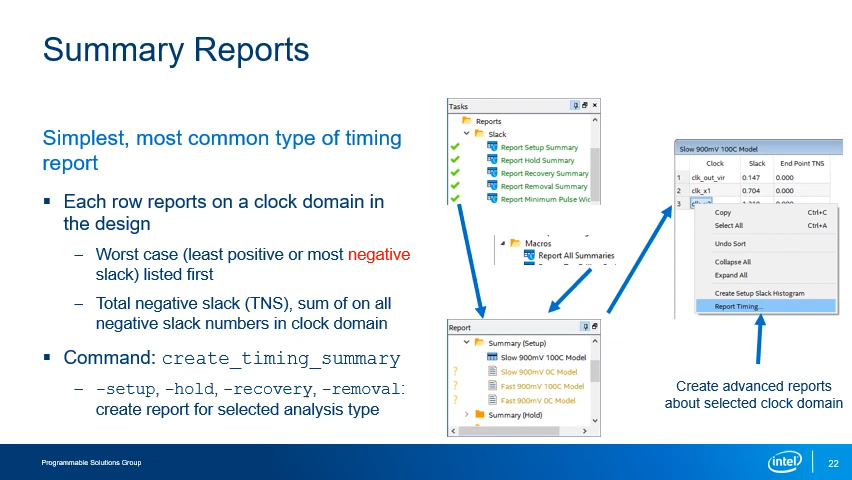 Summary Reports
Simplest, most common type of timing
report
▪ Each row reports on a clock domain in
the design
– Worst case (least positive or most negative
slack) listed first
– Total negative slack (TNS), sum of on all
negative slack numbers in clock domain
▪ Command: create_timing_summary
– -setup, -hold, -recovery, -removal:
create report for selected analysis type
Tasks
Reports
Slack
Report Setup Summary
Report Hold Summary
Report Recovery Summary
Report Removal Summary
Report Minimum Pulse Wid
Macros
Report All Summaries
Report
Summary (Setup)
Slow 900mV 100C Model
? Slow 900mV 0C Model
? Fast 900mV 100C Model
? Fast 900mV 0C Model
Summary (Hold)
Slow 900mV 100C Model
Clock Slack End Point TNS
1 clk_out_vir 0.147 0.000
2 clk_x1 0.704 0.000
3
Copy Ctrl+C
Select All Ctrl+A
Undo Sort
Collapse All
Expand All
Create Setup Slack Histogram
Report Timing...
Create advanced reports
about selected clock domain
Programmable Solutions Group
intel
22